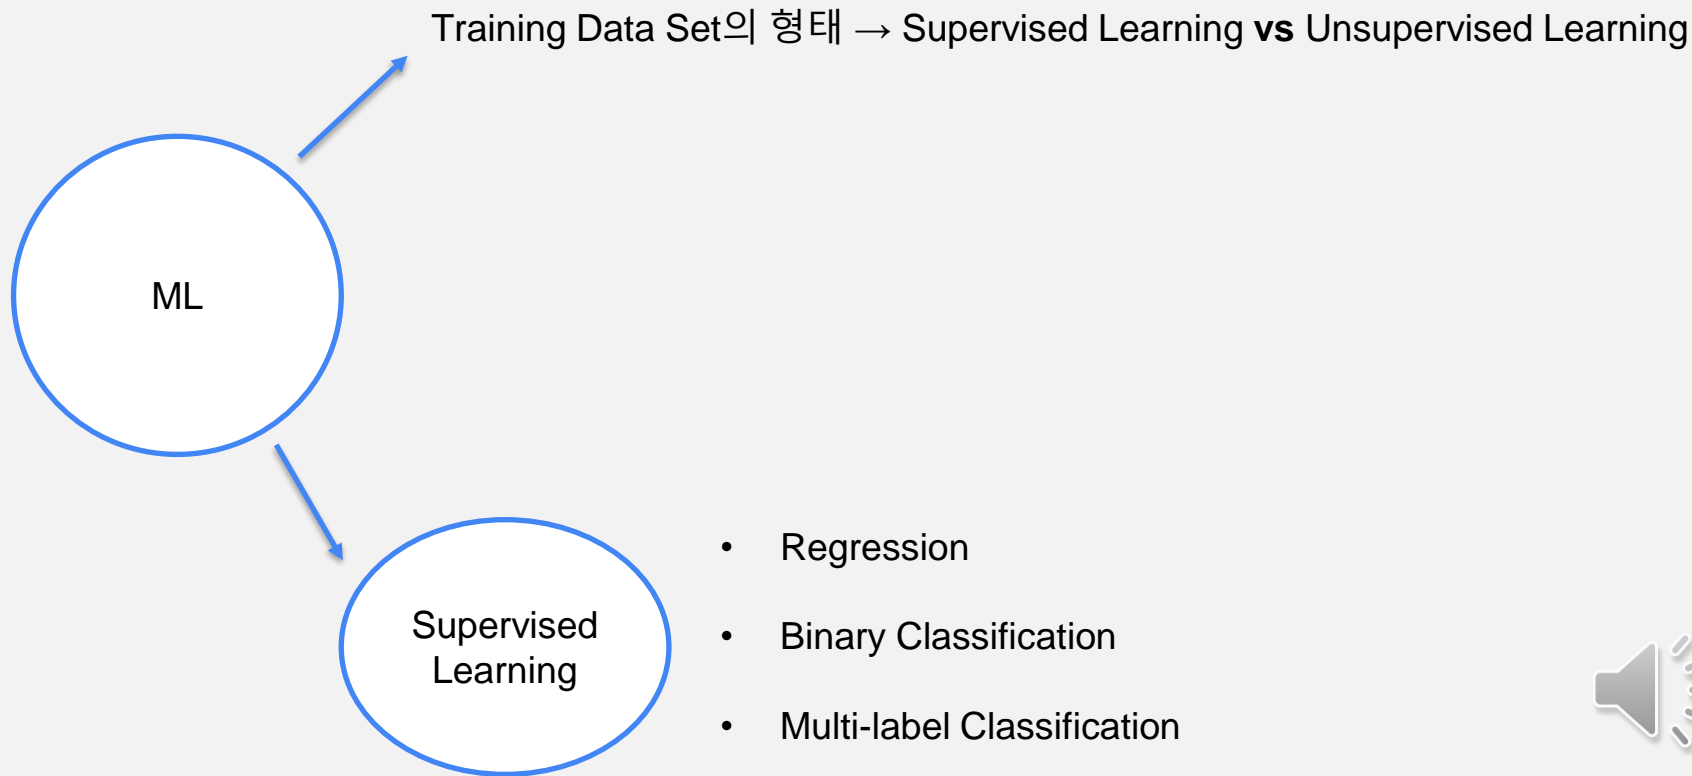 Training Data Set의 형태 → Supervised Learning vs Unsupervised Learning
ML
Supervised
Learning
• Regression
• Binary Classification
• Multi-label Classification